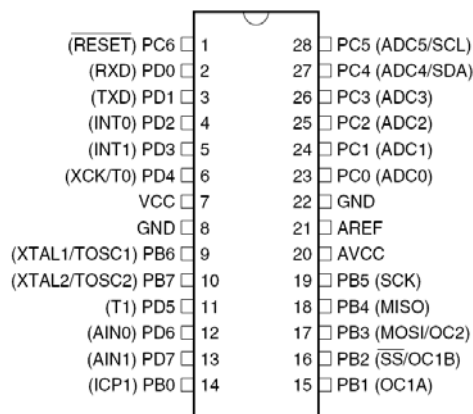 (RESET) PC6 1 28 PC5 (ADC5/SCL)
(RXD) PD0 2 27 PC4 (ADC4/SDA)
(TXD) PD1 3 26 PC3 (ADC3)
(INT0) PD2 4 25 PC2 (ADC2)
(INT1) PD3 5 24 PC1 (ADC1)
(XCK/T0) PD4 6 23 PC0 (ADC0)
VCC 7 22 GND
GND 8 21 AREF
(XTAL1/TOSC1) PB6 9 20 AVCC
(XTAL2/TOSC2) PB7 10 19 PB5 (SCK)
(T1) PD5 11 18 PB4 (MISO)
(AIN0) PD6 12 17 PB3 (MOSI/OC2)
(AIN1) PD7 13 16 PB2 (SS/OC1B)
(ICP1) PB0 14 15 PB1 (OC1A)